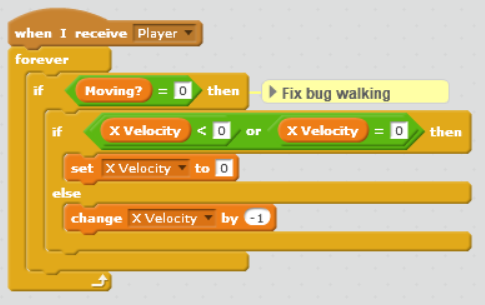 when I receive Player
forever
if Moving? = 0 then Fix bug walking
if X Velocity < 0 or X Velocity = 0 then
set X Velocity to 0
else
change X Velocity by -1